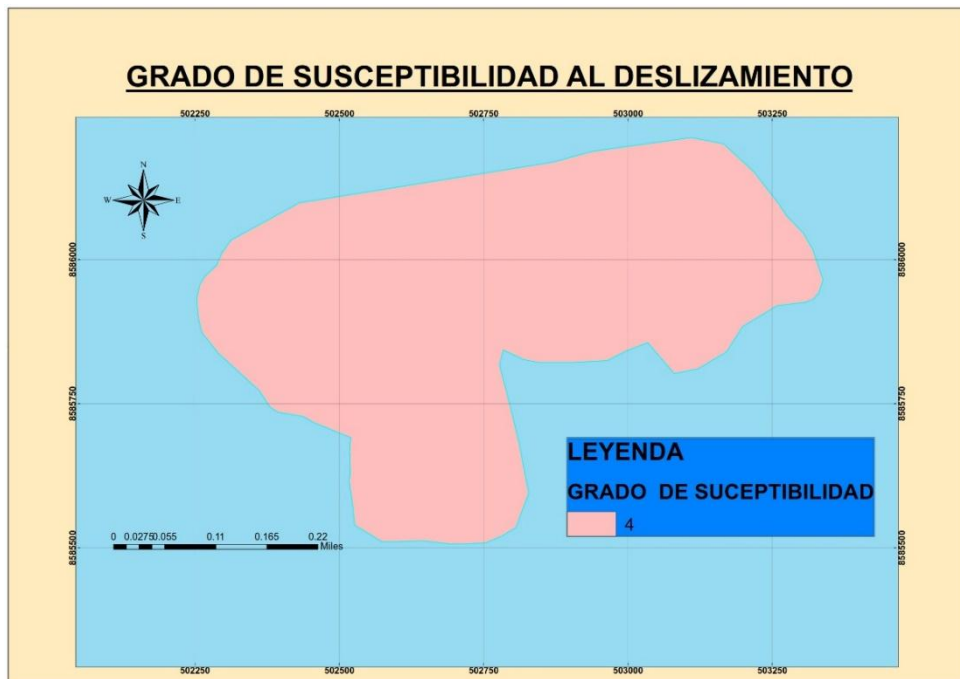 GRADO DE SUSCEPTIBILIDAD AL DESLIZAMIENTO
502250 502500 502750 503000 503250
N
W E
S
8586000 8586000
8585750 8585750
LEYENDA
GRADO DE SUCEPTIBILIDAD
4
0 0.0275 0.055 0.11 0.165 0.22
Miles
8585500 8585500
502250 502500 502750 503000 503250